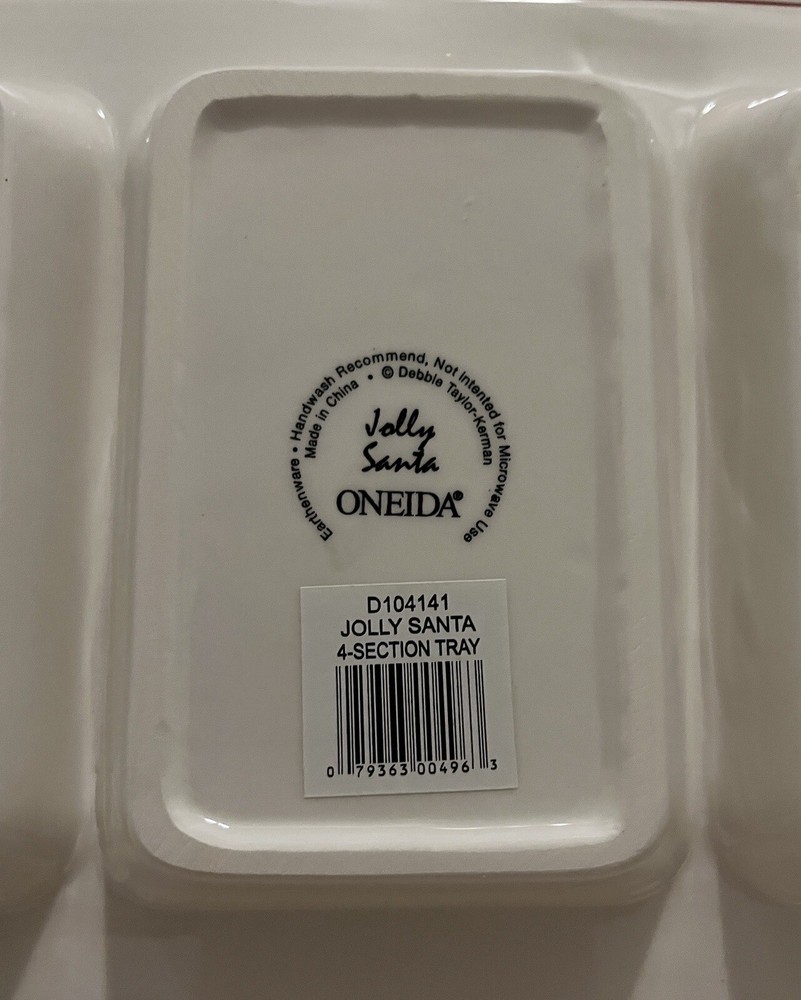 Earthenware • Handwash Recommend, Not Intented for Microwave Use
Made in China • © Debbie Taylor-Kerman
Jolly
Santa
ONEIDA®
D104141
JOLLY SANTA
4-SECTION TRAY
0 79363 00496 3